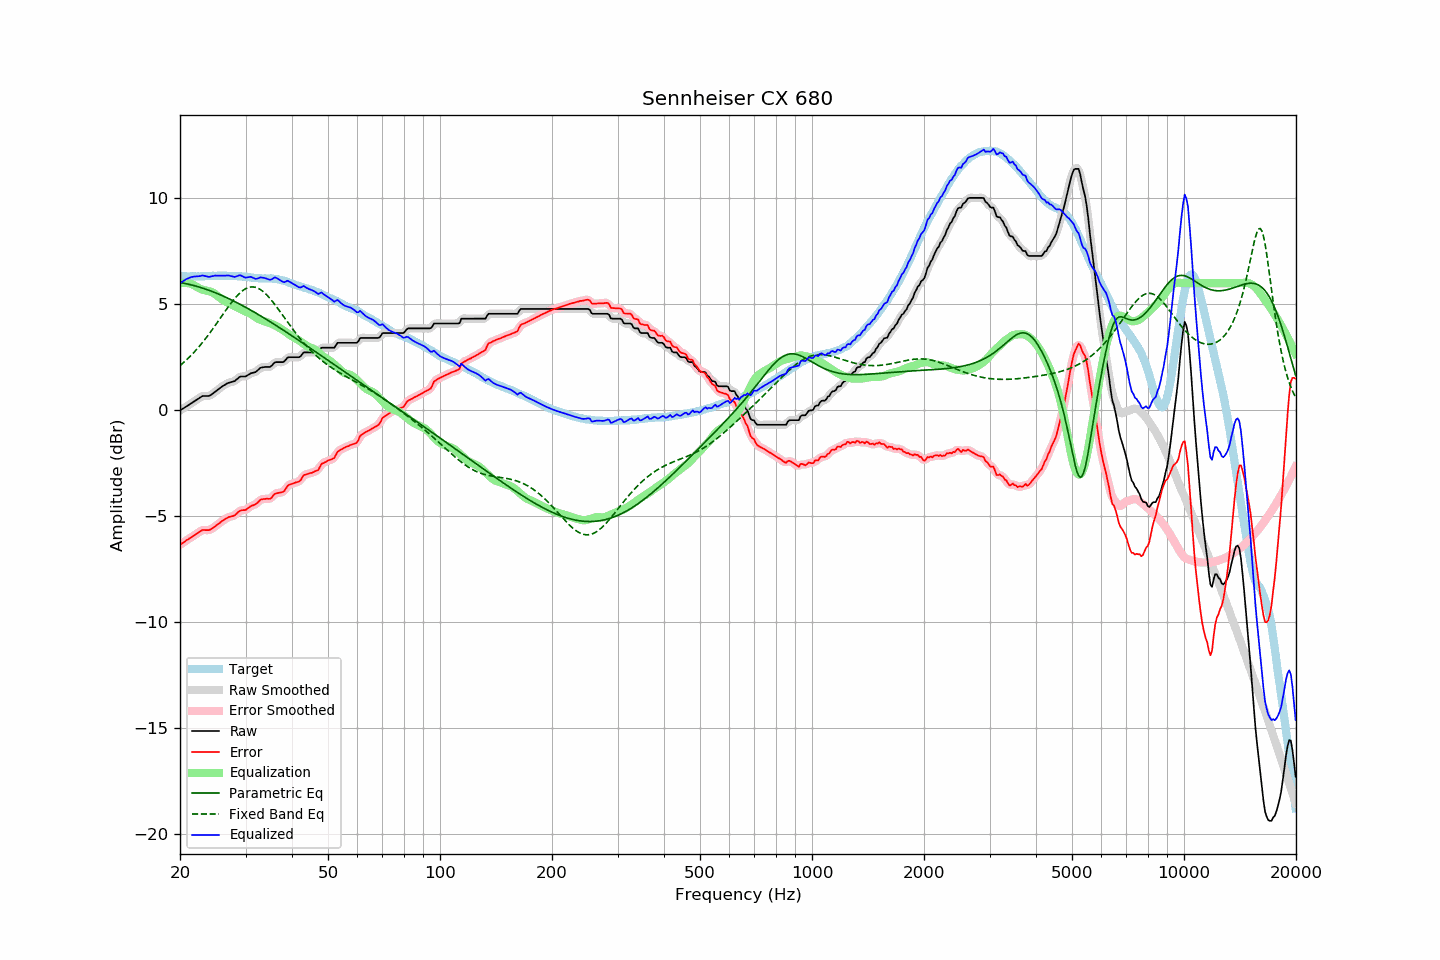 Sennheiser CX 680
Amplitude (dBr)
10
5
0
−5
−10
−15
−20
Target
Raw Smoothed
Error Smoothed
Raw
Error
Equalization
Parametric Eq
Fixed Band Eq
Equalized
20
50
100
200
500
1000
2000
5000
10000
20000
Frequency (Hz)